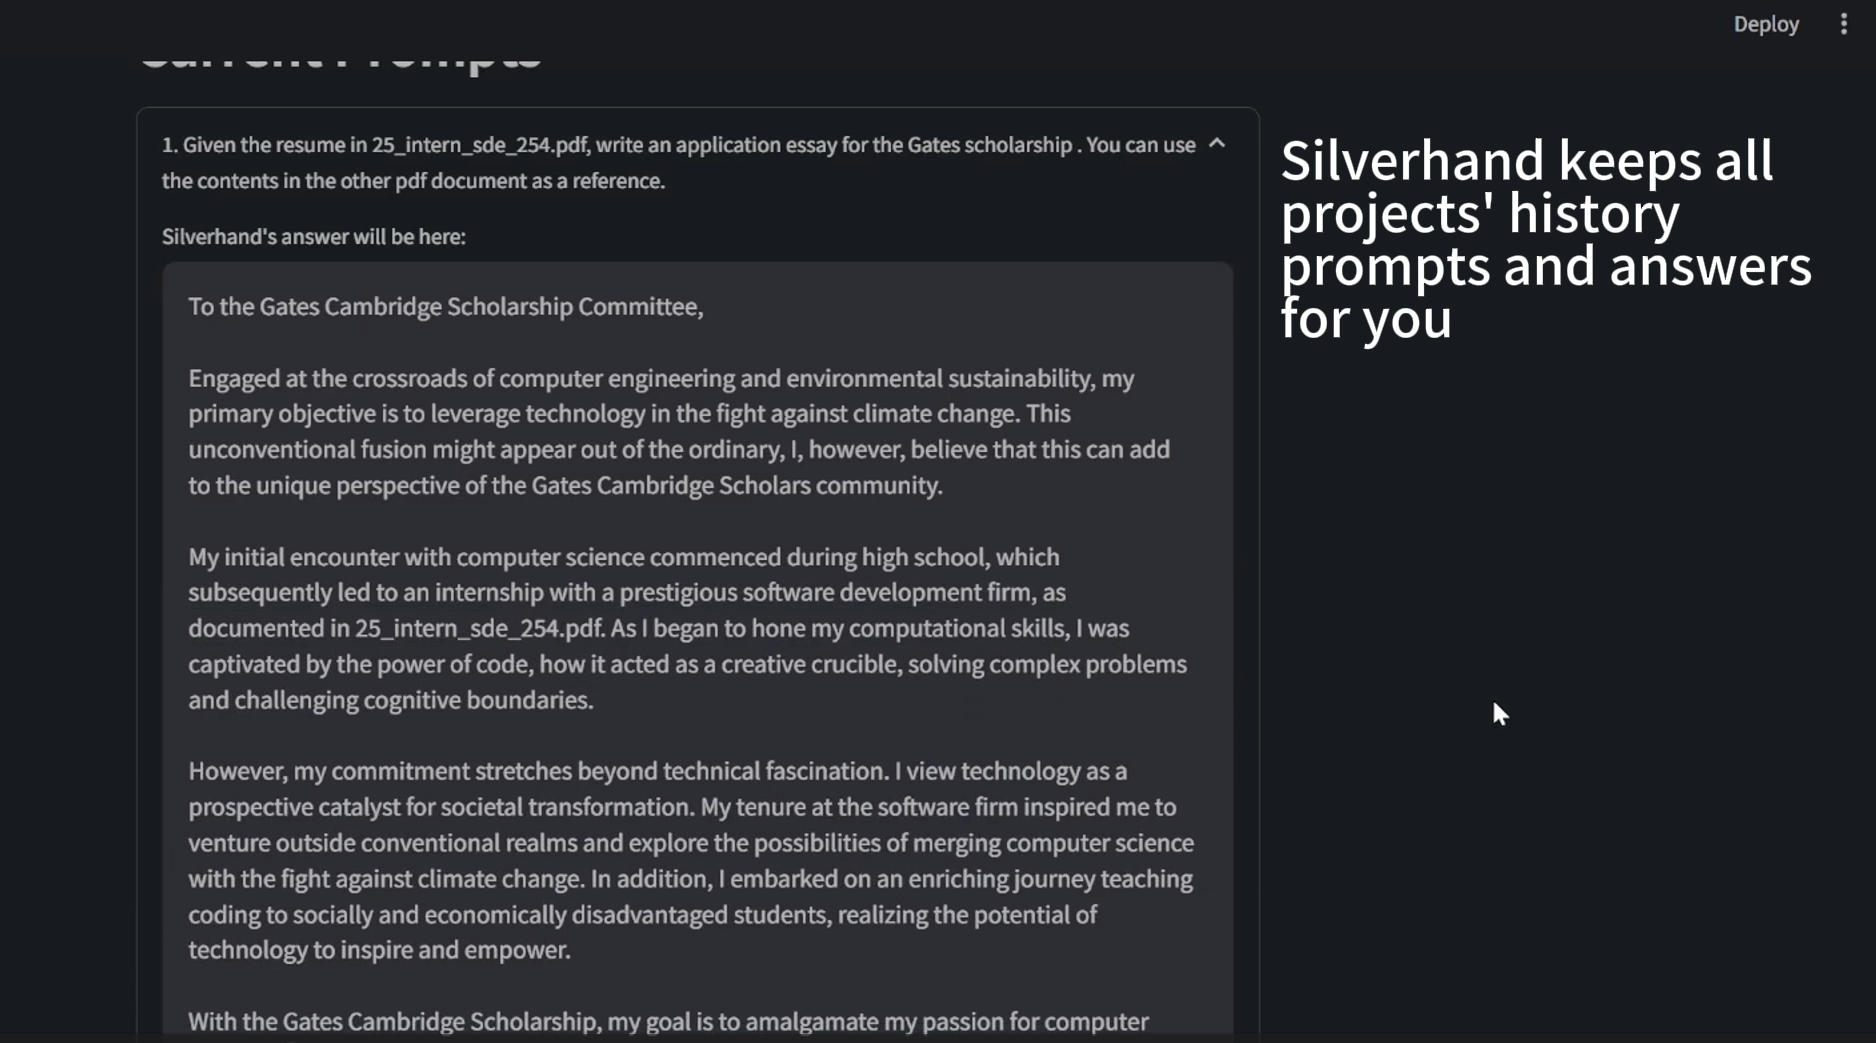 Deploy
Current Prompts
1. Given the resume in 25_intern_sde_254.pdf, write an application essay for the Gates scholarship . You can use
the contents in the other pdf document as a reference.
Silverhand's answer will be here:
To the Gates Cambridge Scholarship Committee,
Engaged at the crossroads of computer engineering and environmental sustainability, my
primary objective is to leverage technology in the fight against climate change. This
unconventional fusion might appear out of the ordinary, I, however, believe that this can add
to the unique perspective of the Gates Cambridge Scholars community.
My initial encounter with computer science commenced during high school, which
subsequently led to an internship with a prestigious software development firm, as
documented in 25_intern_sde_254.pdf. As I began to hone my computational skills, I was
captivated by the power of code, how it acted as a creative crucible, solving complex problems
and challenging cognitive boundaries.
However, my commitment stretches beyond technical fascination. I view technology as a
prospective catalyst for societal transformation. My tenure at the software firm inspired me to
venture outside conventional realms and explore the possibilities of merging computer science
with the fight against climate change. In addition, I embarked on an enriching journey teaching
coding to socially and economically disadvantaged students, realizing the potential of
technology to inspire and empower.
With the Gates Cambridge Scholarship, my goal is to amalgamate my passion for computer
Silverhand keeps all
projects' history
prompts and answers
for you